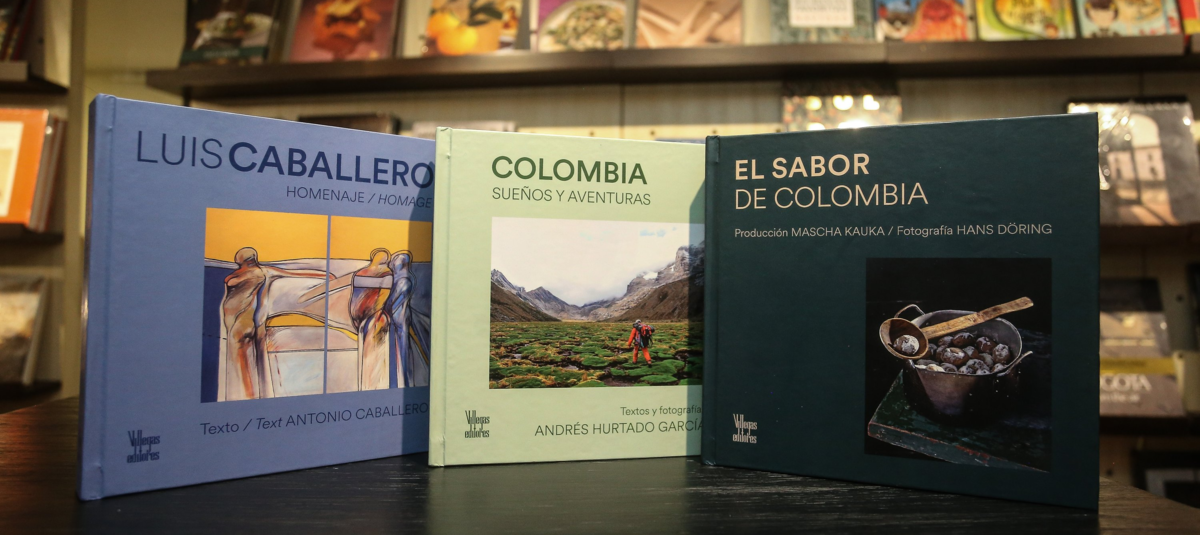 LUIS CABALLERO
HOMENAJE / HOMAGE
Texto / Text ANTONIO CABALLERO
Villegas
editores
COLOMBIA
SUEÑOS Y AVENTURAS
Textos y fotografía
ANDRÉS HURTADO GARCÍA
Villegas
editores
EL SABOR
DE COLOMBIA
Producción MASCHA KAUKA / Fotografía HANS DÖRING
Villegas
editores